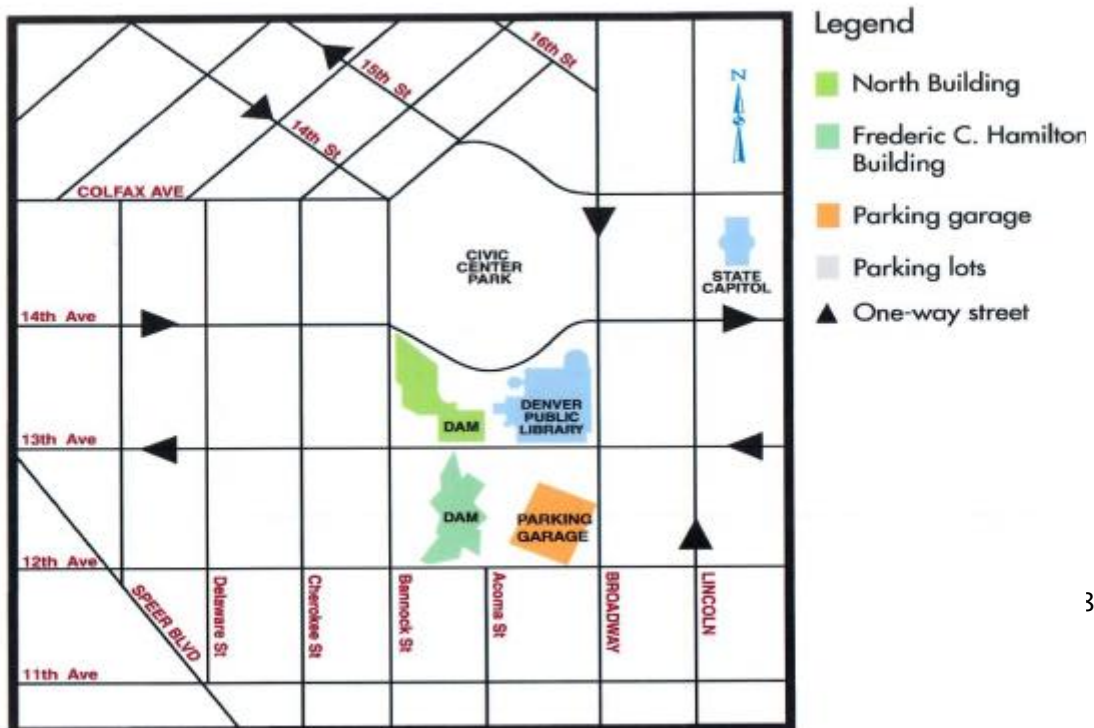 Legend
North Building
Frederic C. Hamilton
Building
Parking garage
Parking lots
One-way street
N
16th St
15th St
14th St
COLFAX AVE
CIVIC
CENTER
PARK
STATE
CAPITOL
14th Ave
DENVER
PUBLIC
LIBRARY
DAM
13th Ave
DAM
PARKING
GARAGE
12th Ave
SPEER BLVD
Delaware St
Cherokee St
Bannock St
Acoma St
BROADWAY
LINCOLN
11th Ave